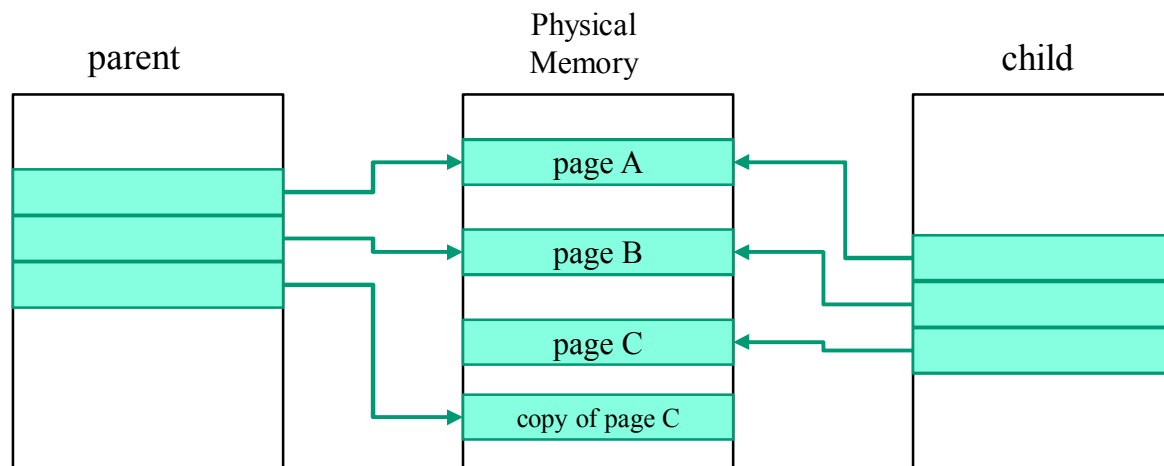 parent
Physical
Memory
child
page A
page B
page C
copy of page C